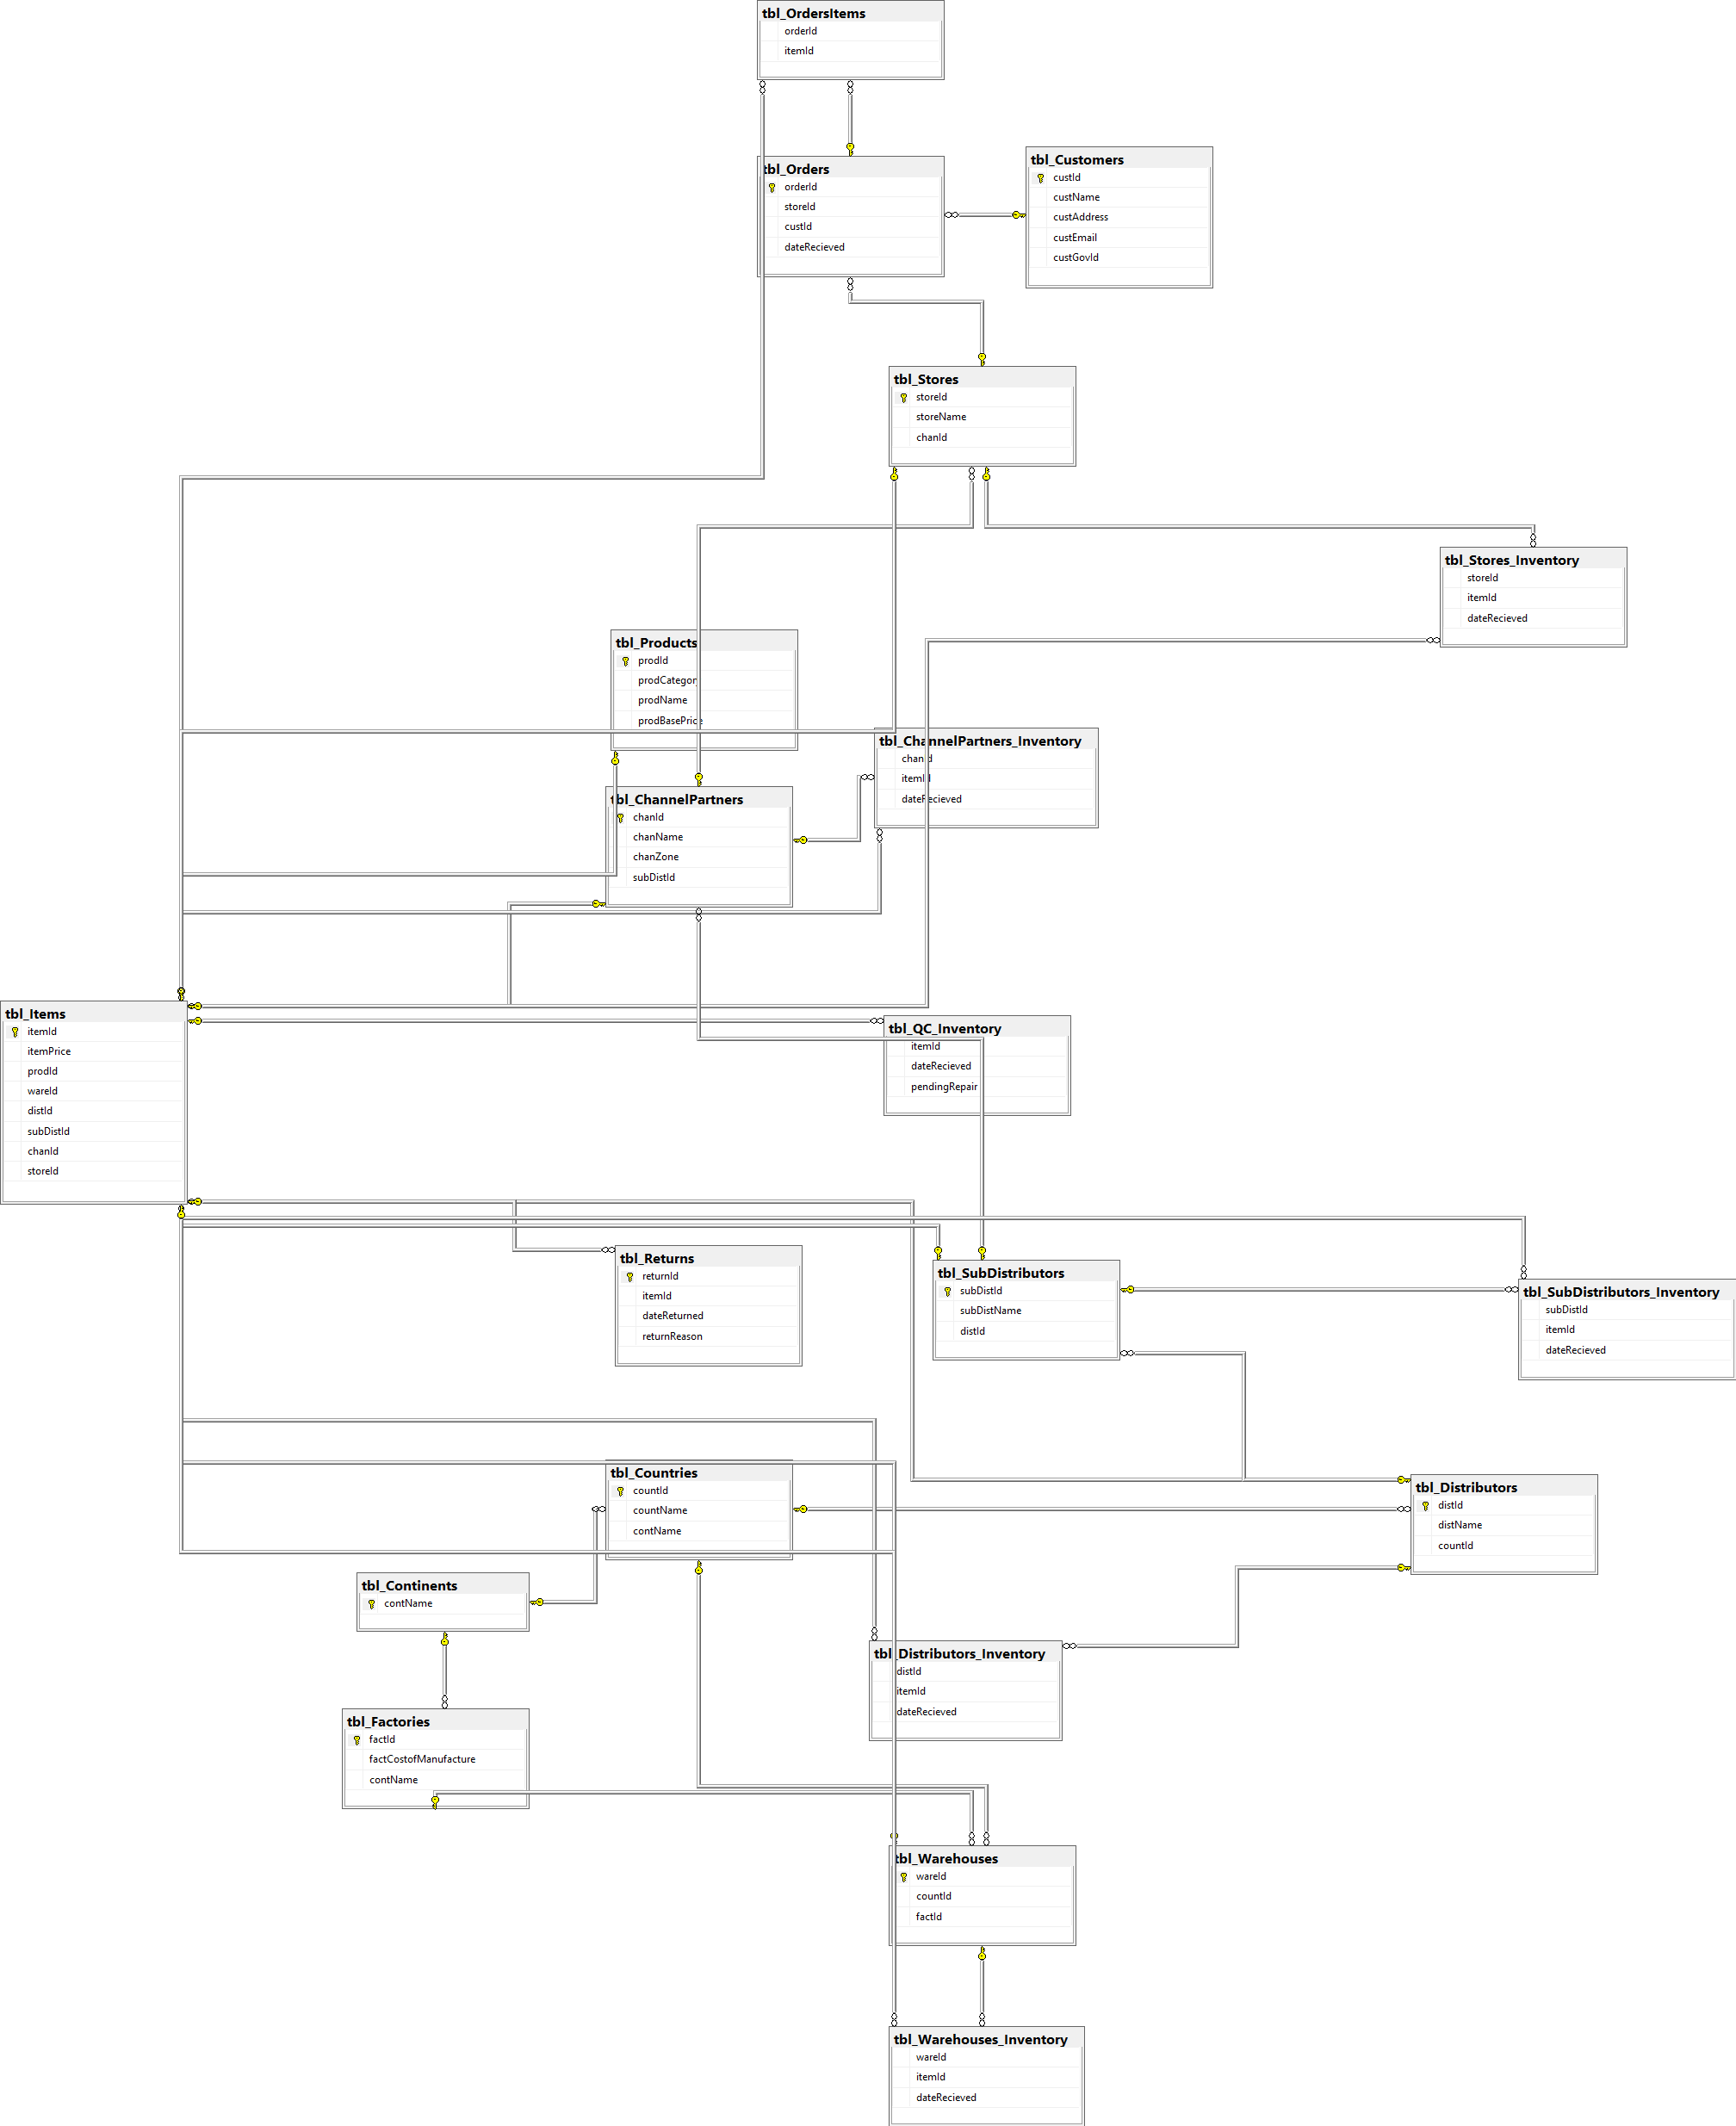 tbl_OrdersItems
orderId
itemId
tbl_Orders
orderId
storeId
custId
dateRecieved
tbl_Customers
custId
custName
custAddress
custEmail
custGovId
tbl_Stores
storeId
storeName
chanId
tbl_Stores_Inventory
storeId
itemId
dateRecieved
tbl_Products
prodId
prodCategory
prodName
prodBasePrice
tbl_ChannelPartners_Inventory
chanId
itemId
dateRecieved
tbl_ChannelPartners
chanId
chanName
chanZone
subDistId
tbl_Items
itemId
itemPrice
prodId
wareId
distId
subDistId
chanId
storeId
tbl_QC_Inventory
itemId
dateRecieved
pendingRepair
tbl_Returns
returnId
itemId
dateReturned
returnReason
tbl_SubDistributors
subDistId
subDistName
distId
tbl_SubDistributors_Inventory
subDistId
itemId
dateRecieved
tbl_Countries
countId
countName
contName
tbl_Distributors
distId
distName
countId
tbl_Continents
contName
tbl_Distributors_Inventory
distId
itemId
dateRecieved
tbl_Factories
factId
factCostofManufacture
contName
tbl_Warehouses
wareId
countId
factId
tbl_Warehouses_Inventory
wareId
itemId
dateRecieved